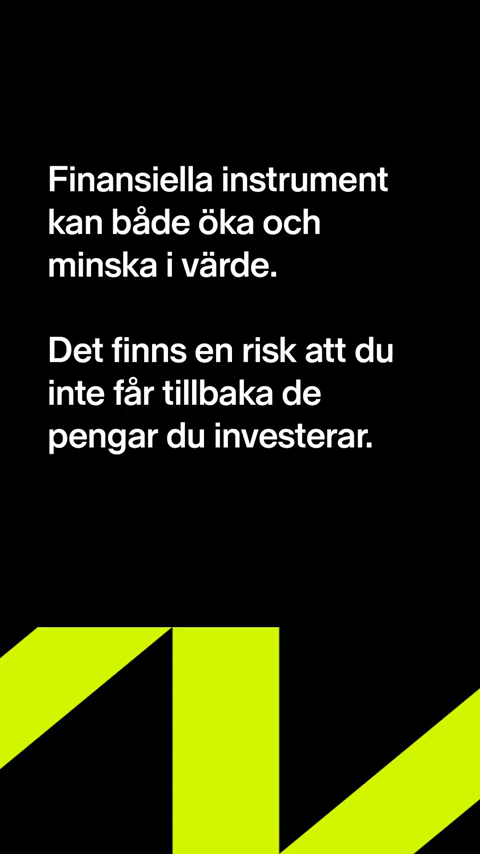 Finansiella instrument
kan både öka och
minska i värde.
Det finns en risk att du
inte får tillbaka de
pengar du investerar.